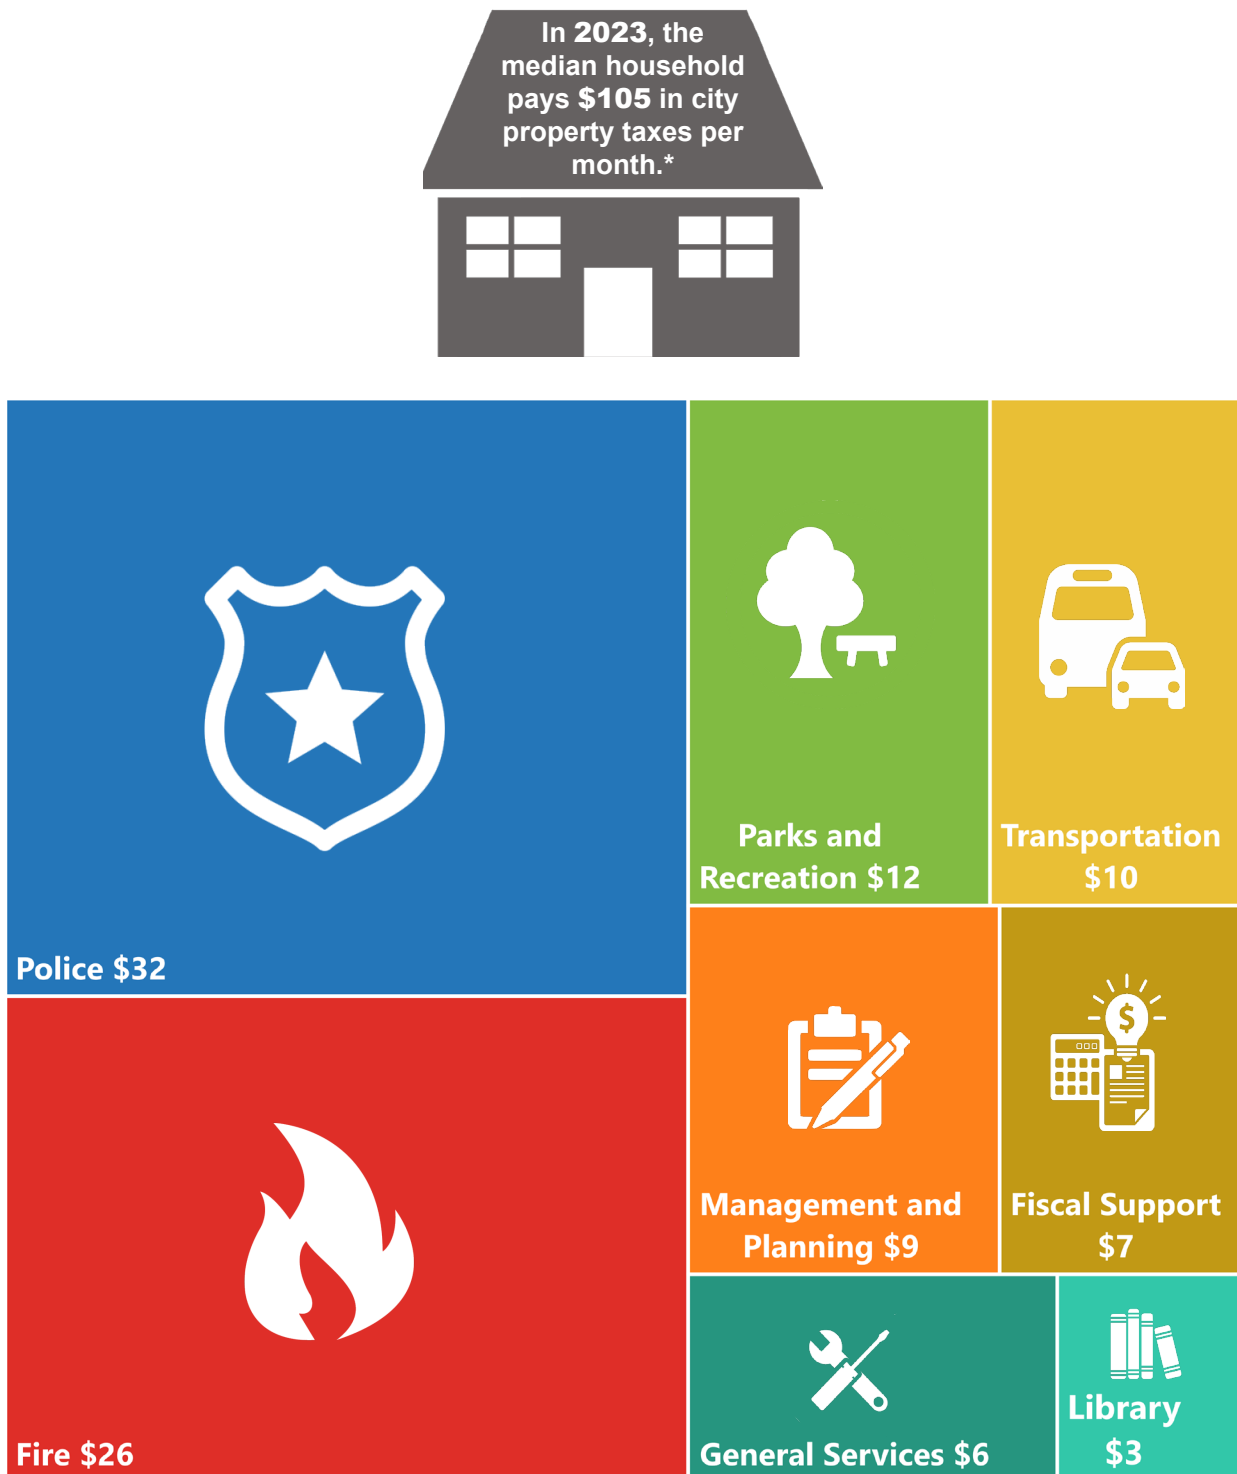 In 2023, the
median household
pays $105 in city
property taxes per
month.*
Police $32
Fire $26
Parks and
Recreation $12
Transportation
$10
Management and
Planning $9
$
Fiscal Support
$7
General Services $6
Library
$3